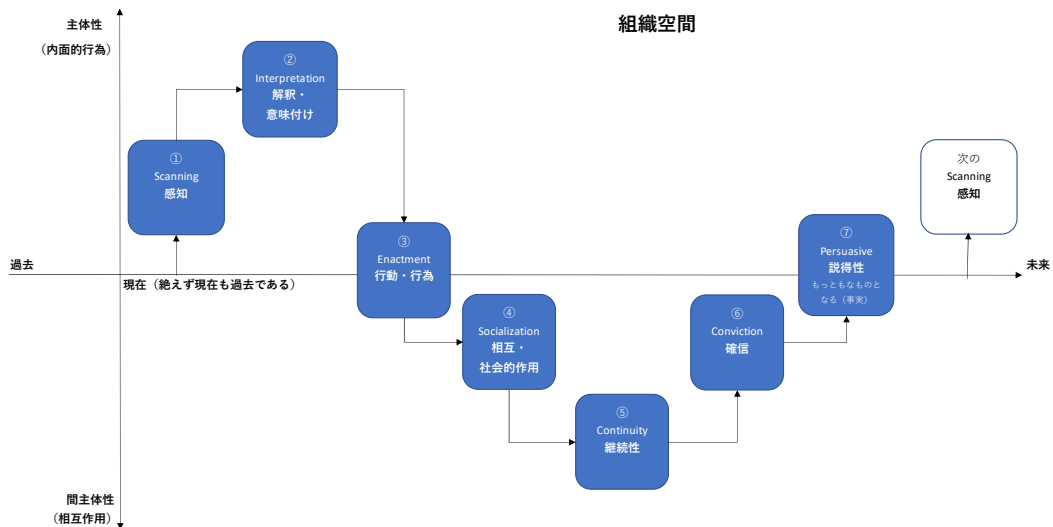 組織空間
主体性
（内面的行為）
②
Interpretation
解釈・
意味付け
①
Scanning
感知
次の
Scanning
感知
③
Enactment
行動・行為
⑦
Persuasive
説得性
もっともなものと
なる（事実）
過去
未来
現在（絶えず現在も過去である）
④
Socialization
相互・
社会的作用
⑥
Conviction
確信
⑤
Continuity
継続性
間主体性
（相互作用）